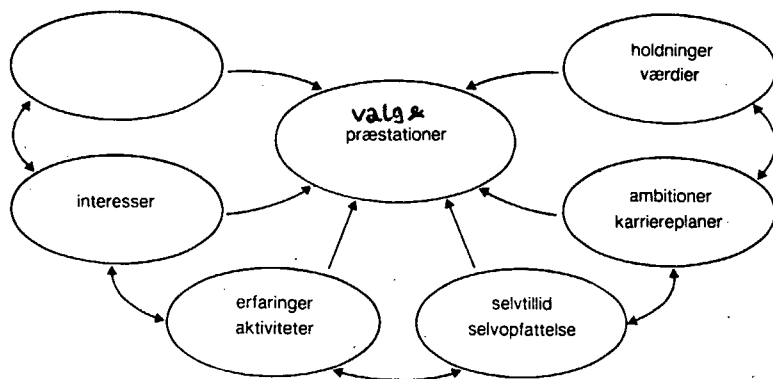 holdninger
værdier
valg &
præstationer
interesser
ambitioner
karriereplaner
erfaringer
aktiviteter
selvtillid
selvopfattelse